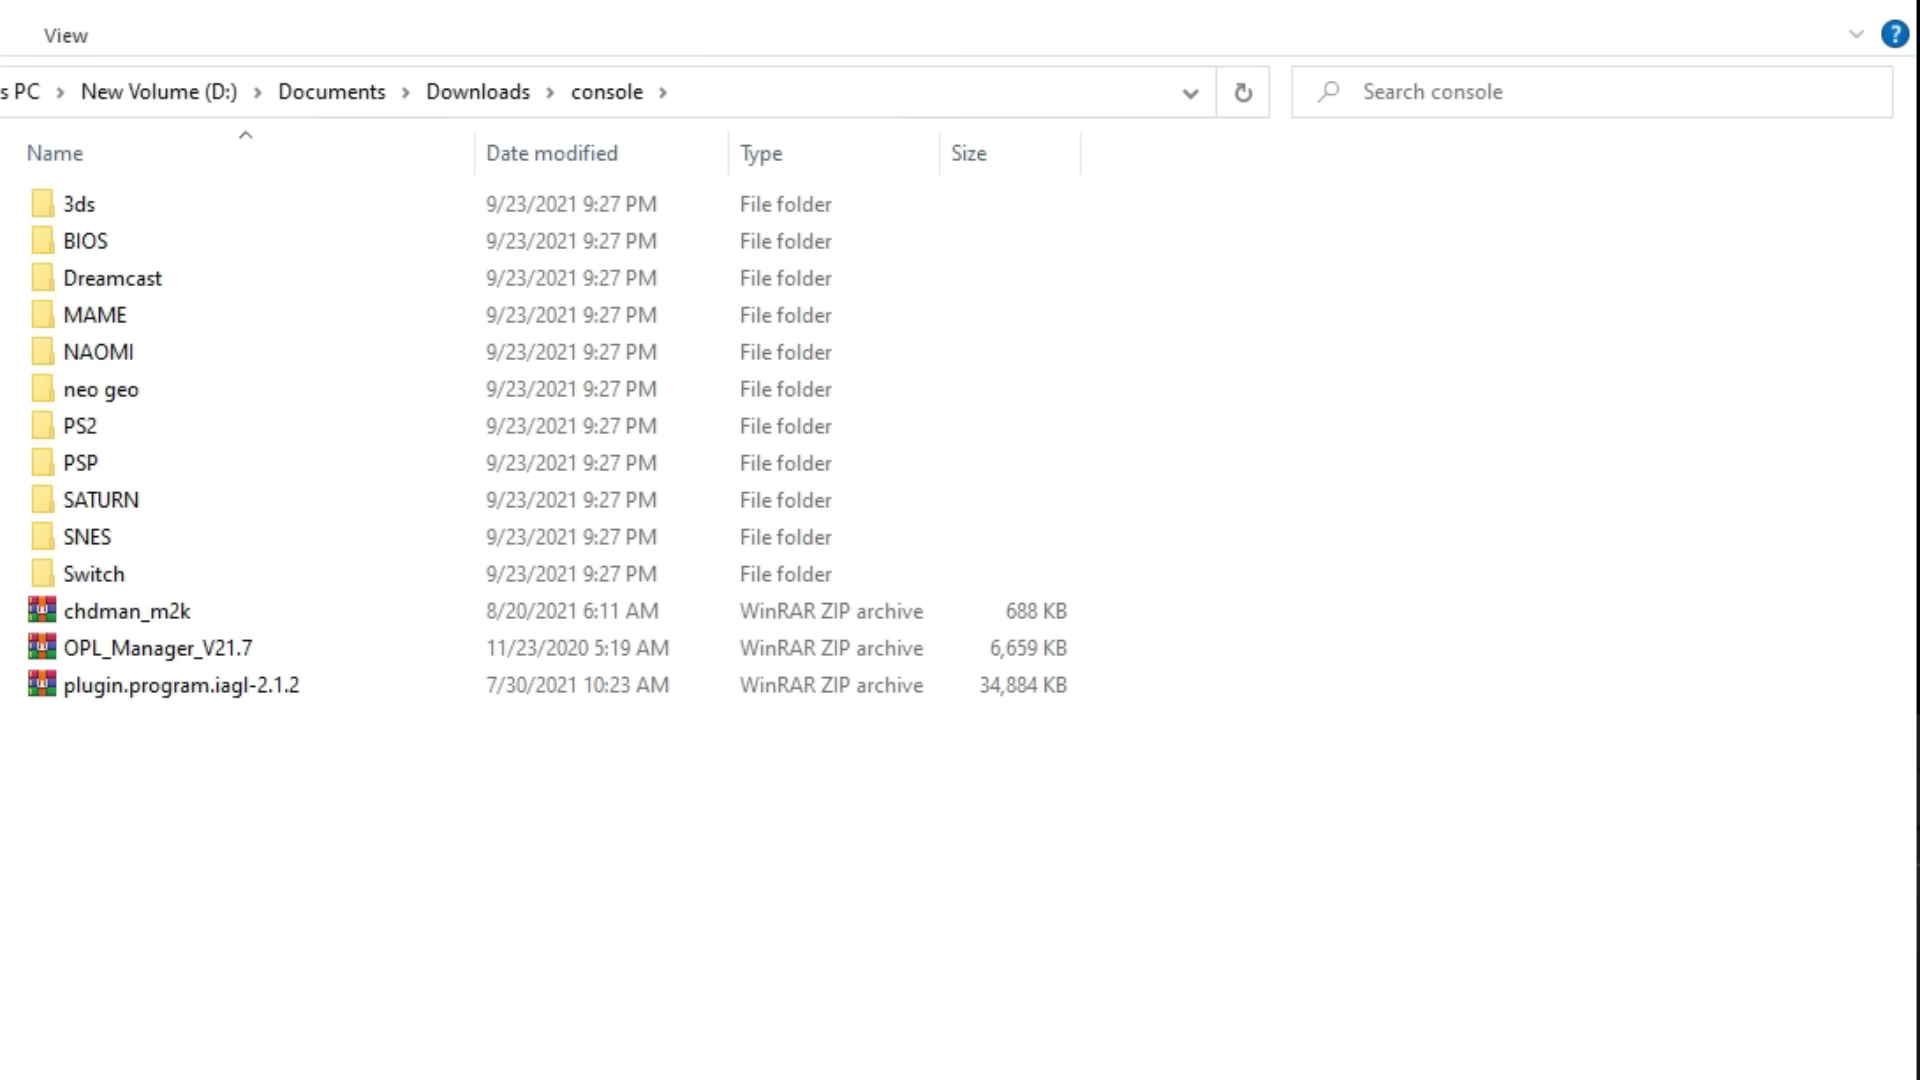 View
s PC > New Volume (D:) > Documents > Downloads > console > Search console
Name Date modified Type Size
3ds 9/23/2021 9:27 PM File folder
BIOS 9/23/2021 9:27 PM File folder
Dreamcast 9/23/2021 9:27 PM File folder
MAME 9/23/2021 9:27 PM File folder
NAOMI 9/23/2021 9:27 PM File folder
neo geo 9/23/2021 9:27 PM File folder
PS2 9/23/2021 9:27 PM File folder
PSP 9/23/2021 9:27 PM File folder
SATURN 9/23/2021 9:27 PM File folder
SNES 9/23/2021 9:27 PM File folder
Switch 9/23/2021 9:27 PM File folder
chdman_m2k 8/20/2021 6:11 AM WinRAR ZIP archive 688 KB
OPL_Manager_V21.7 11/23/2020 5:19 AM WinRAR ZIP archive 6,659 KB
plugin.program.iagl-2.1.2 7/30/2021 10:23 AM WinRAR ZIP archive 34,884 KB